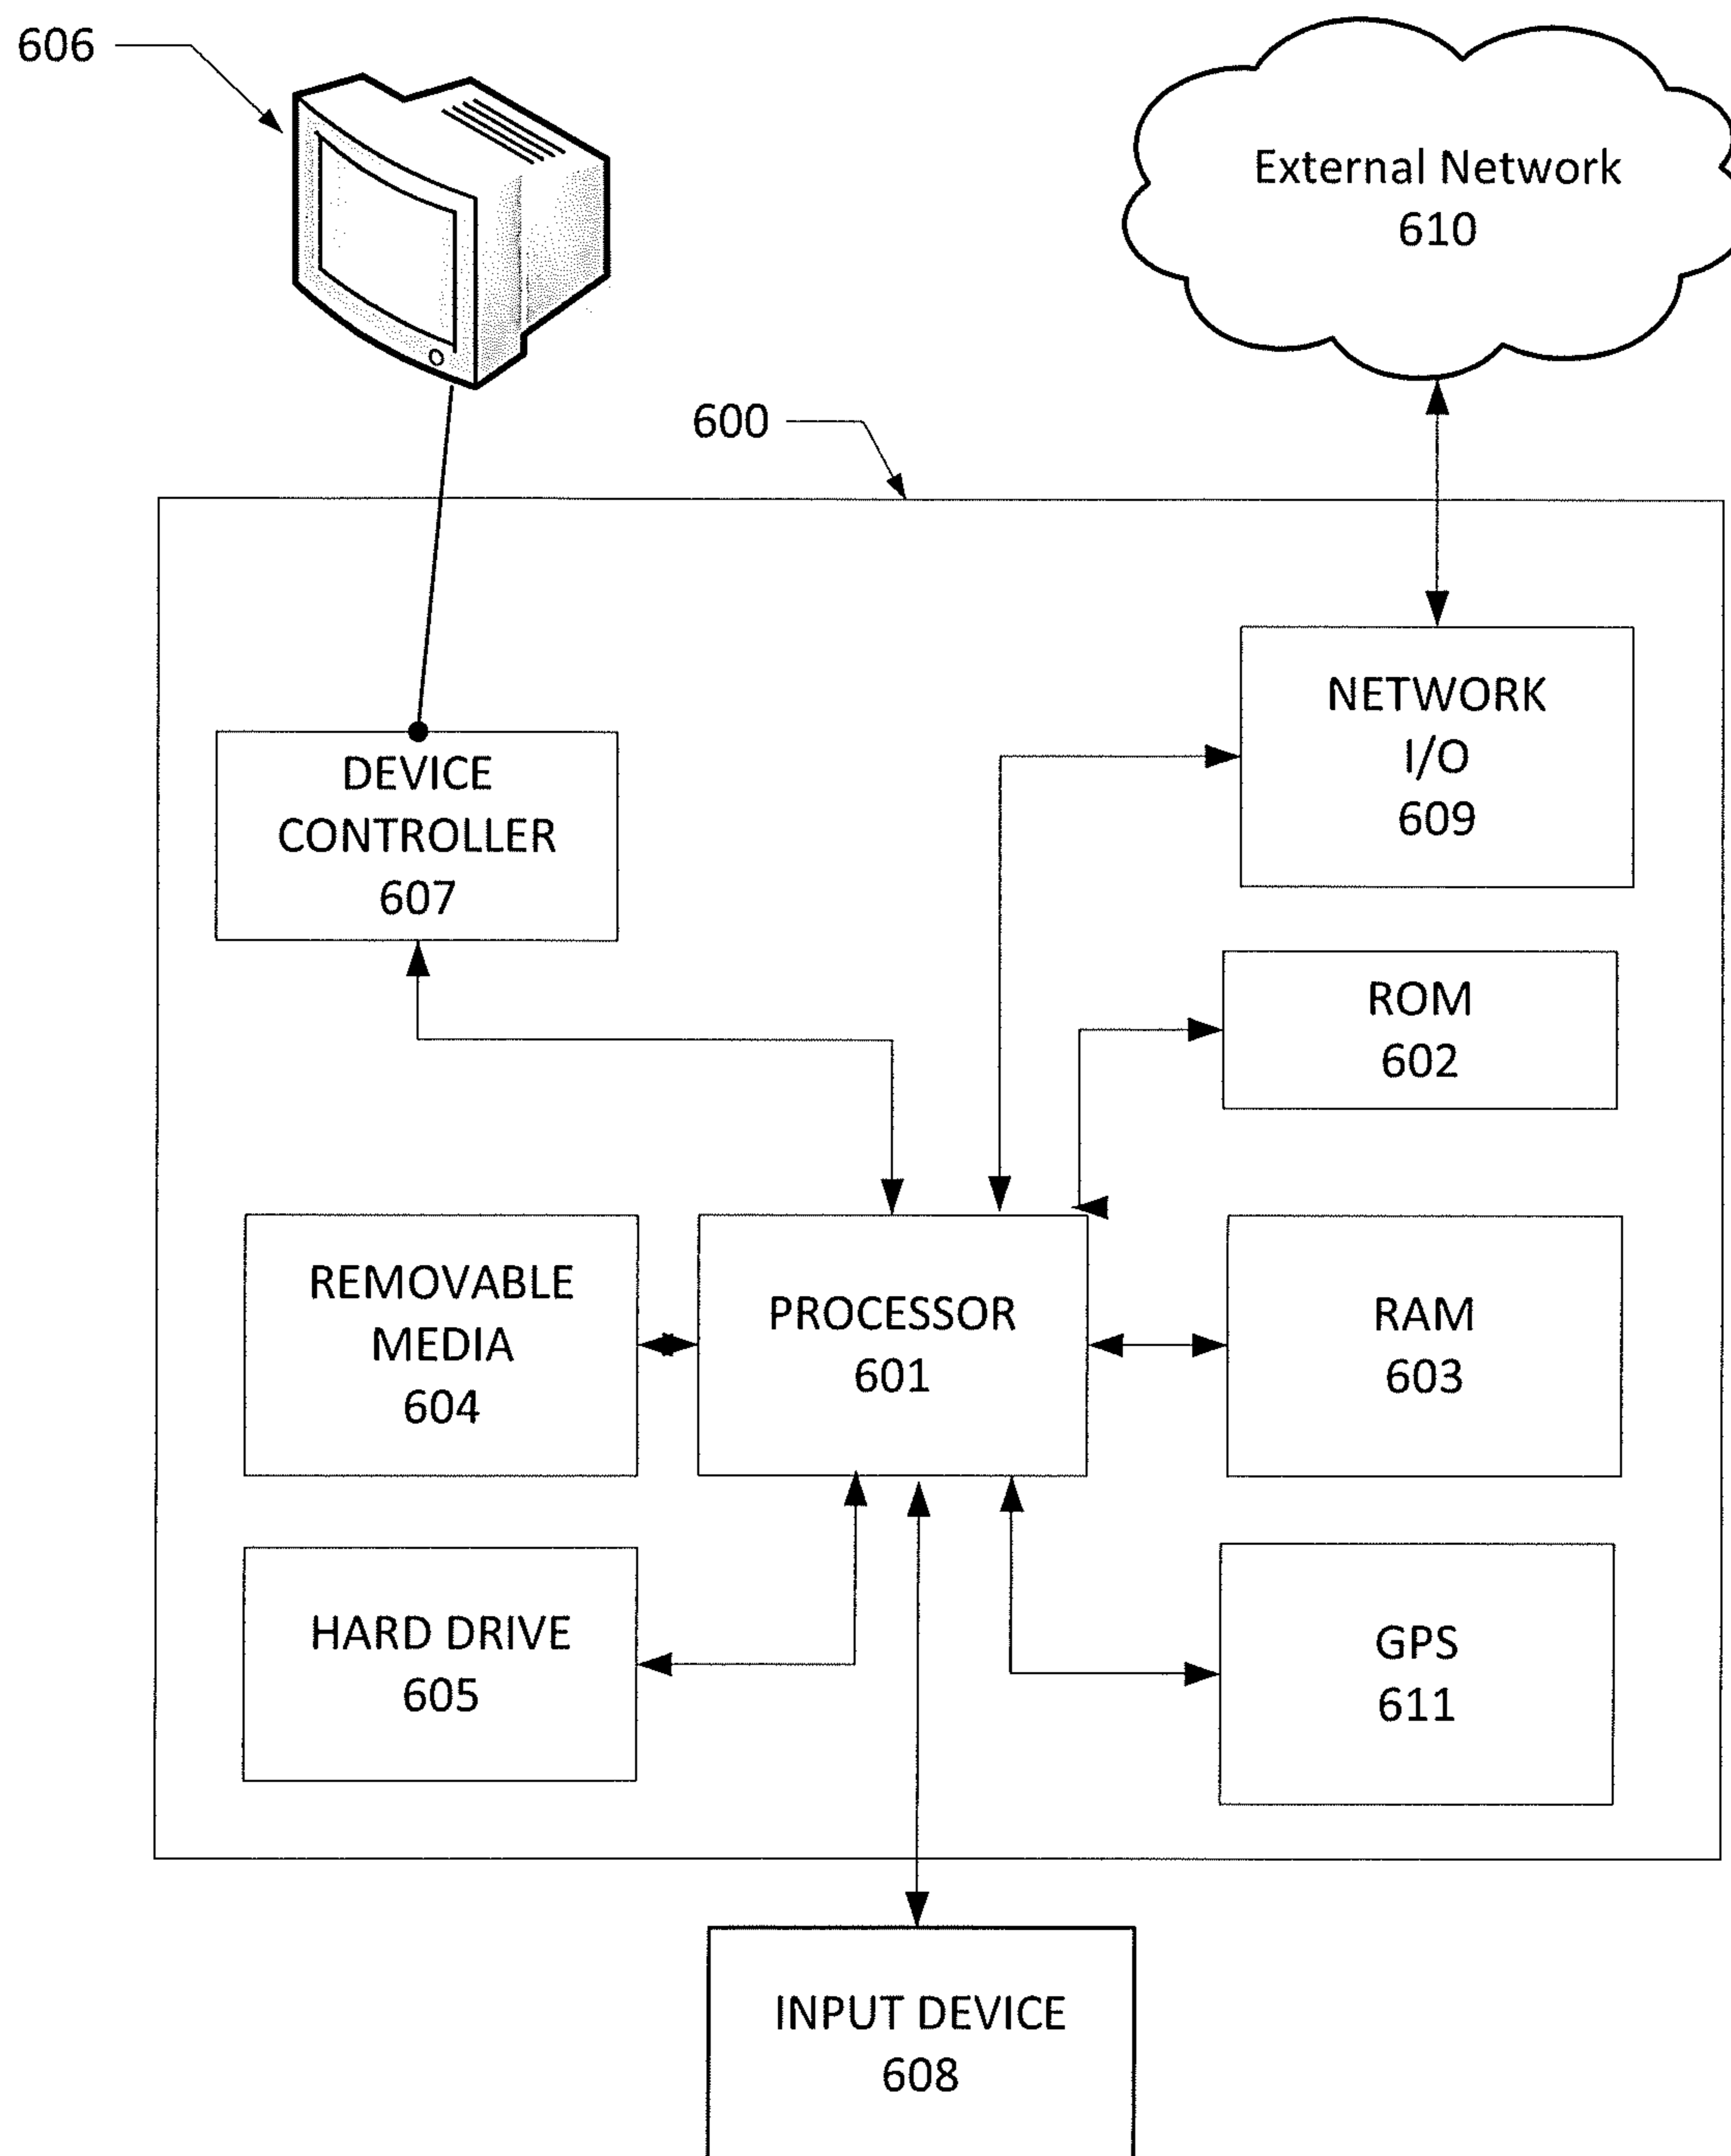 606
External Network
610
600
DEVICE
CONTROLLER
607
NETWORK
I/O
609
ROM
602
REMOVABLE
MEDIA
604
PROCESSOR
601
RAM
603
HARD DRIVE
605
GPS
611
INPUT DEVICE
608